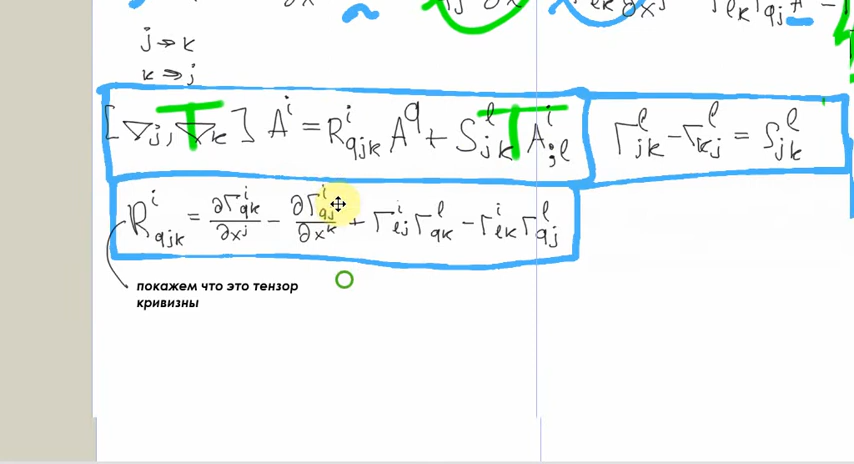 j → k
k ⇒ j
[∇_j, ∇_k] A^i = R^i_{qjk} A^q + S^l_{jk} A^i_{;l}
Γ^l_{jk} - Γ^l_{kj} = S^l_{jk}
R^i_{qjk} = ∂Γ^i_{qk}/∂x^j - ∂Γ^i_{qj}/∂x^k + Γ^i_{lj} Γ^l_{qk} - Γ^i_{lk} Γ^l_{qj}
покажем что это тензор
кривизны